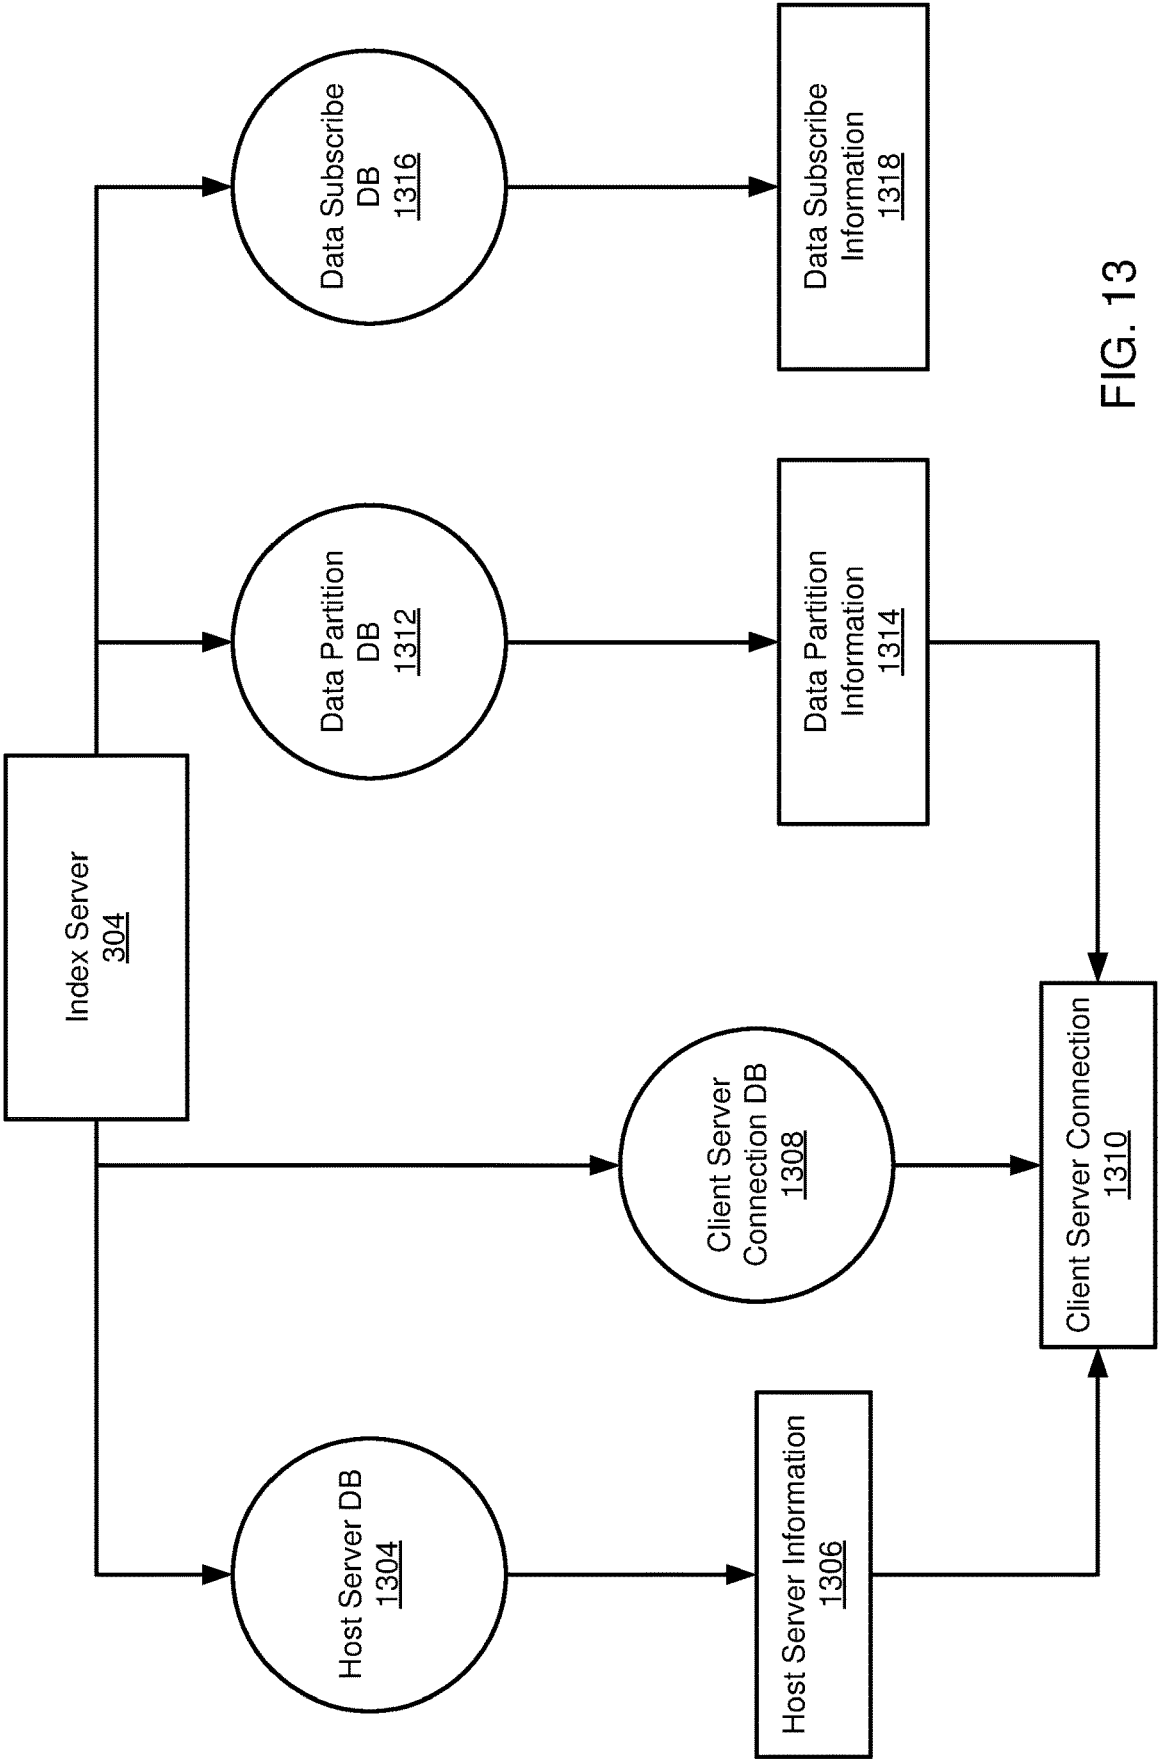 Index Server
304
Host Server DB
1304
Client Server
Connection DB
1308
Data Partition
DB
1312
Data Subscribe
DB
1316
Host Server Information
1306
Client Server Connection
1310
Data Partition
Information
1314
Data Subscribe
Information
1318
FIG. 13